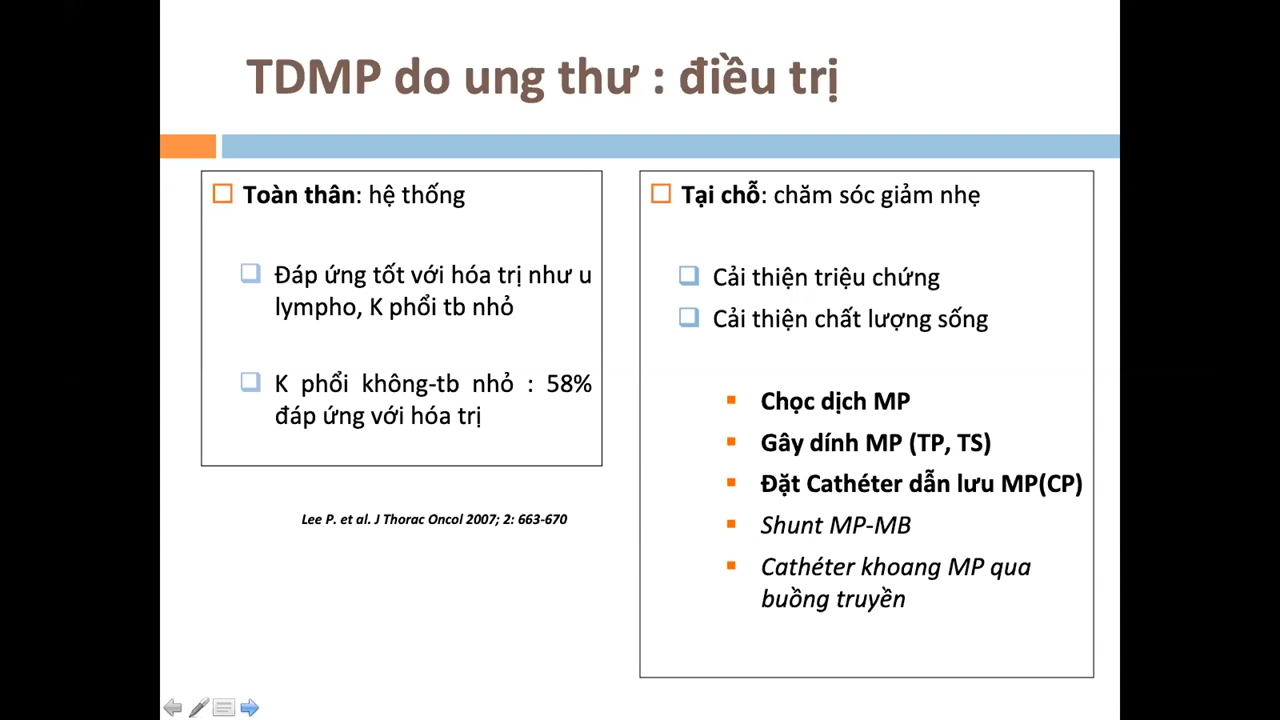 TDMP do ung thư : điều trị
Toàn thân: hệ thống
Đáp ứng tốt với hóa trị như u
lympho, K phổi tb nhỏ
K phổi không-tb nhỏ : 58%
đáp ứng với hóa trị
Lee P. et al. J Thorac Oncol 2007; 2: 663-670
Tại chỗ: chăm sóc giảm nhẹ
Cải thiện triệu chứng
Cải thiện chất lượng sống
Chọc dịch MP
Gây dính MP (TP, TS)
Đặt Cathéter dẫn lưu MP(CP)
Shunt MP-MB
Cathéter khoang MP qua
buồng truyền